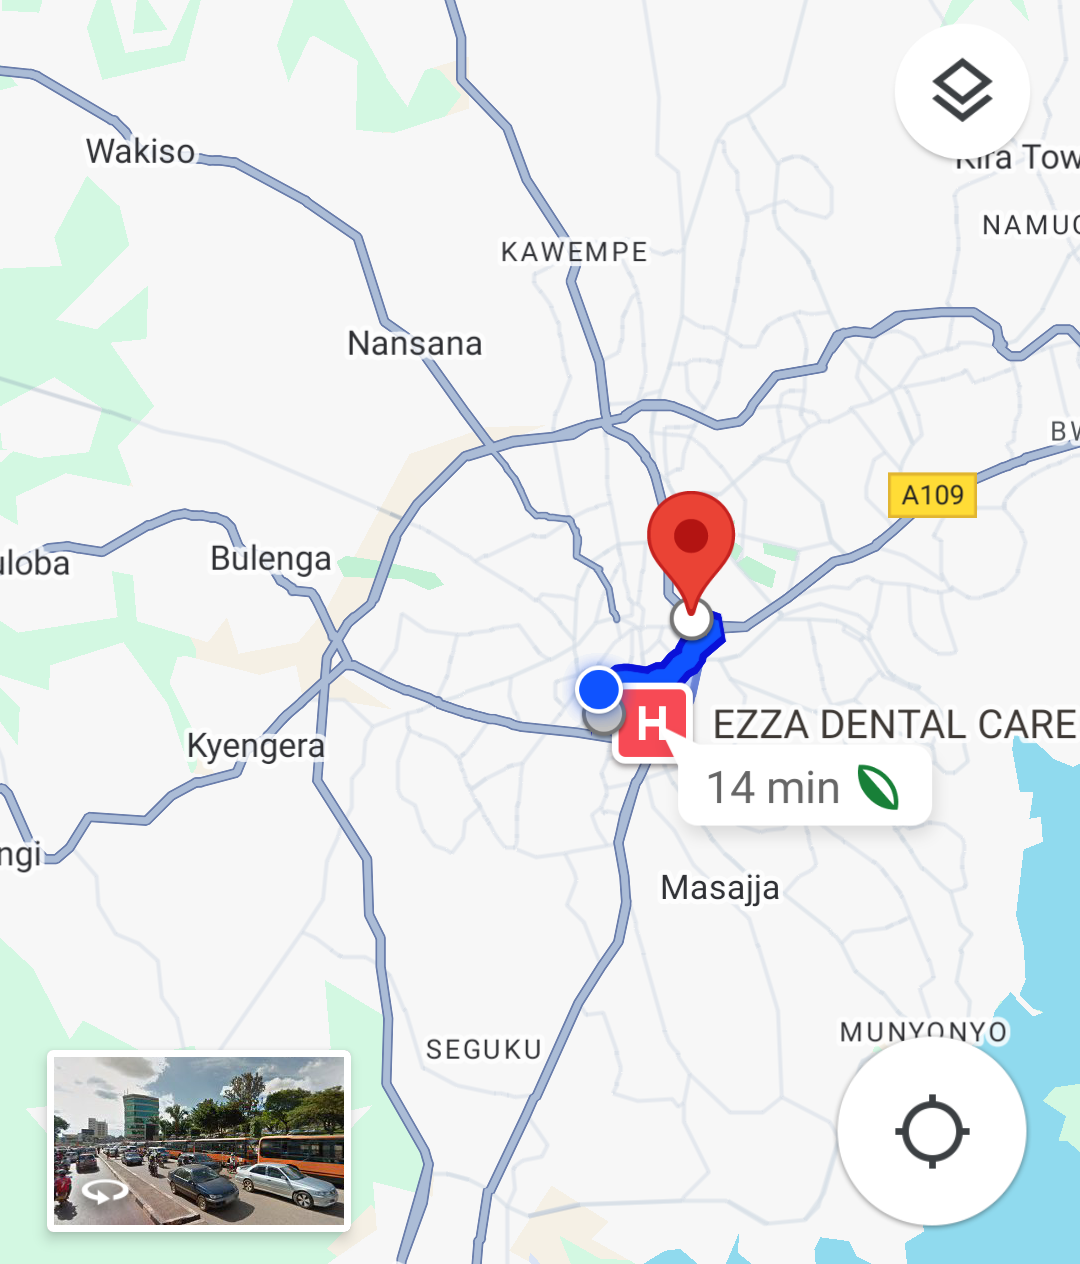 Wakiso
Kira Tow
NAMUG
KAWEMPE
Nansana
BW
A109
Bulenga
uloba
H
EZZA DENTAL CARE
Kyengera
14 min
ngi
Masajja
MUNYONYO
SEGUKU